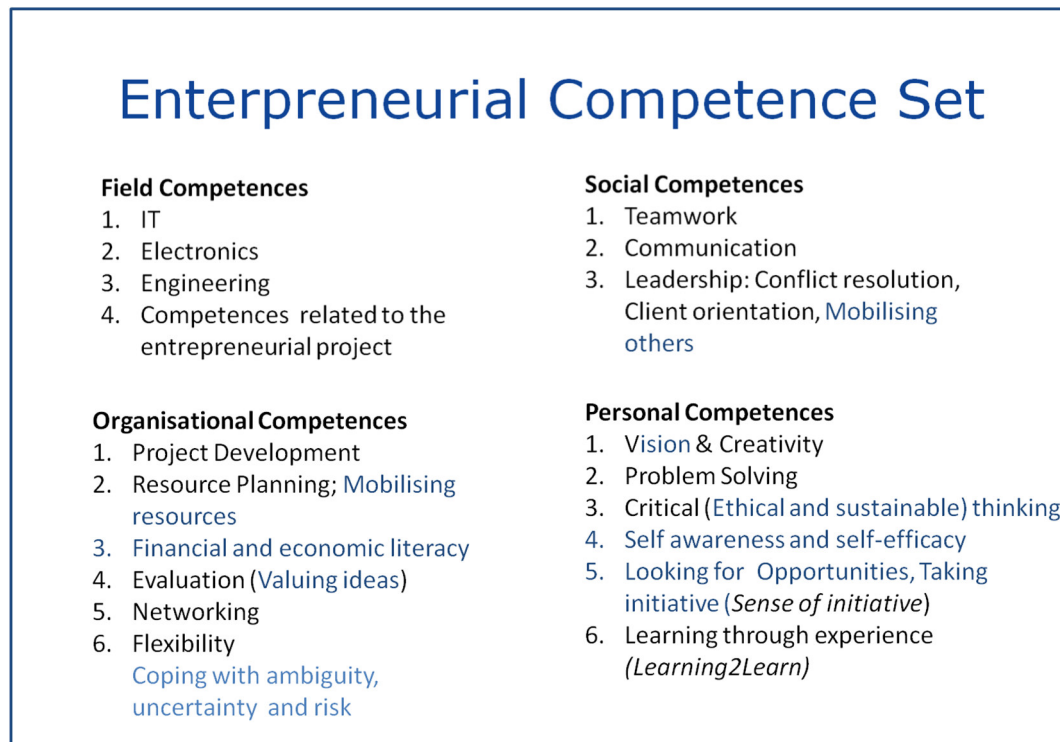 Enterpreneurial Competence Set
Field Competences
1. IT
2. Electronics
3. Engineering
4. Competences related to the
entrepreneurial project
Social Competences
1. Teamwork
2. Communication
3. Leadership: Conflict resolution,
Client orientation, Mobilising
others
Organisational Competences
1. Project Development
2. Resource Planning; Mobilising
resources
3. Financial and economic literacy
4. Evaluation (Valuing ideas)
5. Networking
6. Flexibility
Coping with ambiguity,
uncertainty and risk
Personal Competences
1. Vision & Creativity
2. Problem Solving
3. Critical (Ethical and sustainable) thinking
4. Self awareness and self-efficacy
5. Looking for Opportunities, Taking
initiative (Sense of initiative)
6. Learning through experience
(Learning2Learn)